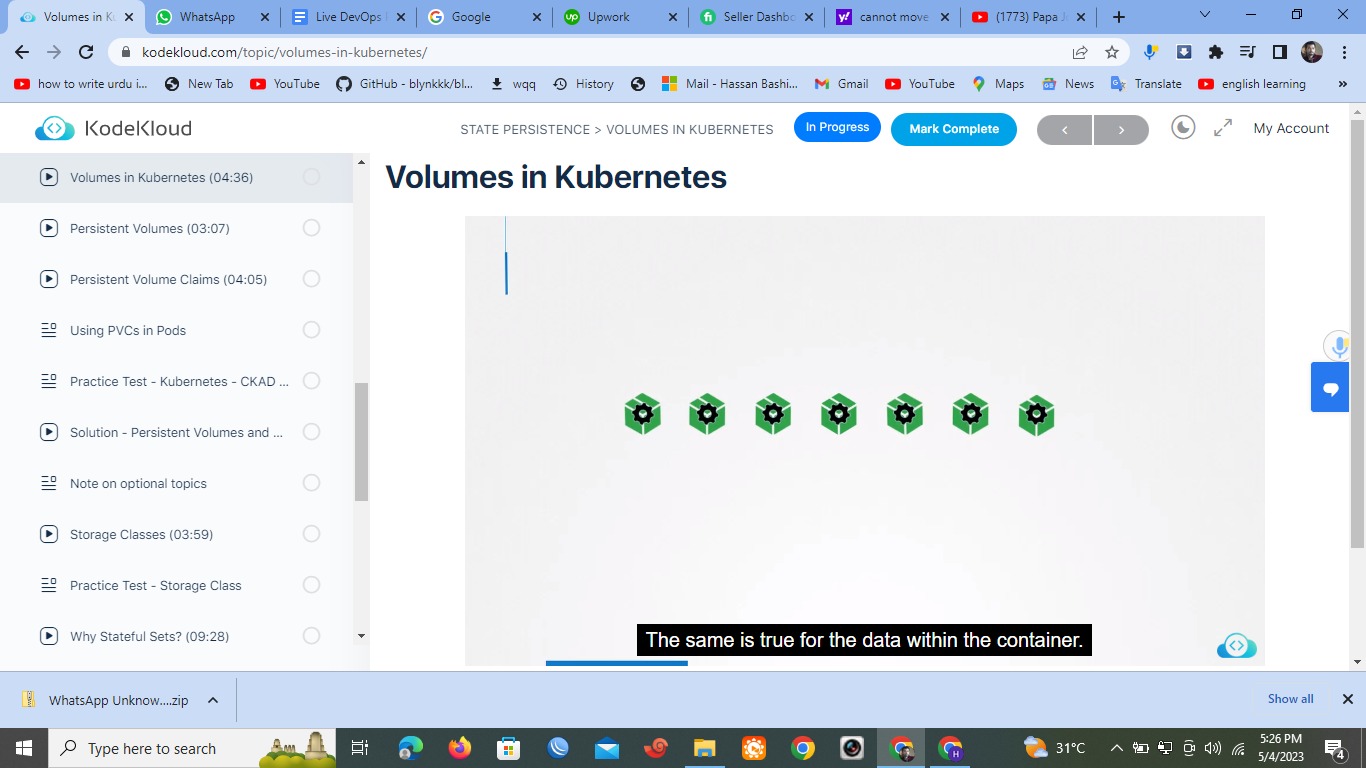 Volumes in Ku
WhatsApp
Live DevOps
Google
Upwork
Seller Dashbo
cannot move
(1773) Papa J
kodekloud.com/topic/volumes-in-kubernetes/
how to write urdu i...
New Tab
YouTube
GitHub - blynkkk/bl...
wqq
History
Mail - Hassan Bashi...
Gmail
YouTube
Maps
News
Translate
english learning
»
KodeKloud
STATE PERSISTENCE > VOLUMES IN KUBERNETES
In Progress
Mark Complete
My Account
Volumes in Kubernetes (04:36)
Persistent Volumes (03:07)
Persistent Volume Claims (04:05)
Using PVCs in Pods
Practice Test - Kubernetes - CKAD ...
Solution - Persistent Volumes and ...
Note on optional topics
Storage Classes (03:59)
Practice Test - Storage Class
Why Stateful Sets? (09:28)
Volumes in Kubernetes
The same is true for the data within the container.
WhatsApp Unknow....zip
Show all
Type here to search
31°C
5:26 PM
5/4/2023
4